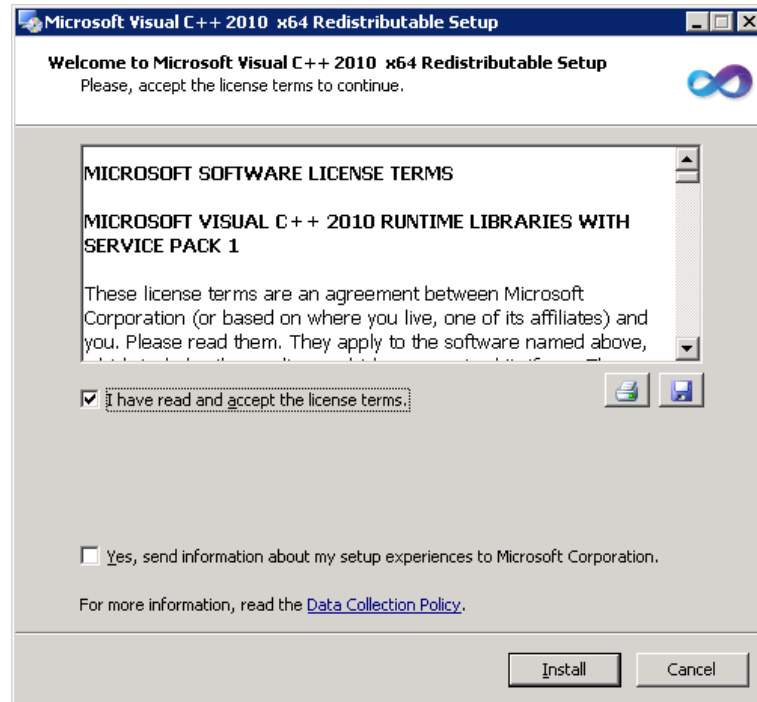 Microsoft Visual C++ 2010 x64 Redistributable Setup
Welcome to Microsoft Visual C++ 2010 x64 Redistributable Setup
Please, accept the license terms to continue.
MICROSOFT SOFTWARE LICENSE TERMS
MICROSOFT VISUAL C++ 2010 RUNTIME LIBRARIES WITH
SERVICE PACK 1
These license terms are an agreement between Microsoft
Corporation (or based on where you live, one of its affiliates) and
you. Please read them. They apply to the software named above,
I have read and accept the license terms.
Yes, send information about my setup experiences to Microsoft Corporation.
For more information, read the Data Collection Policy.
Install
Cancel